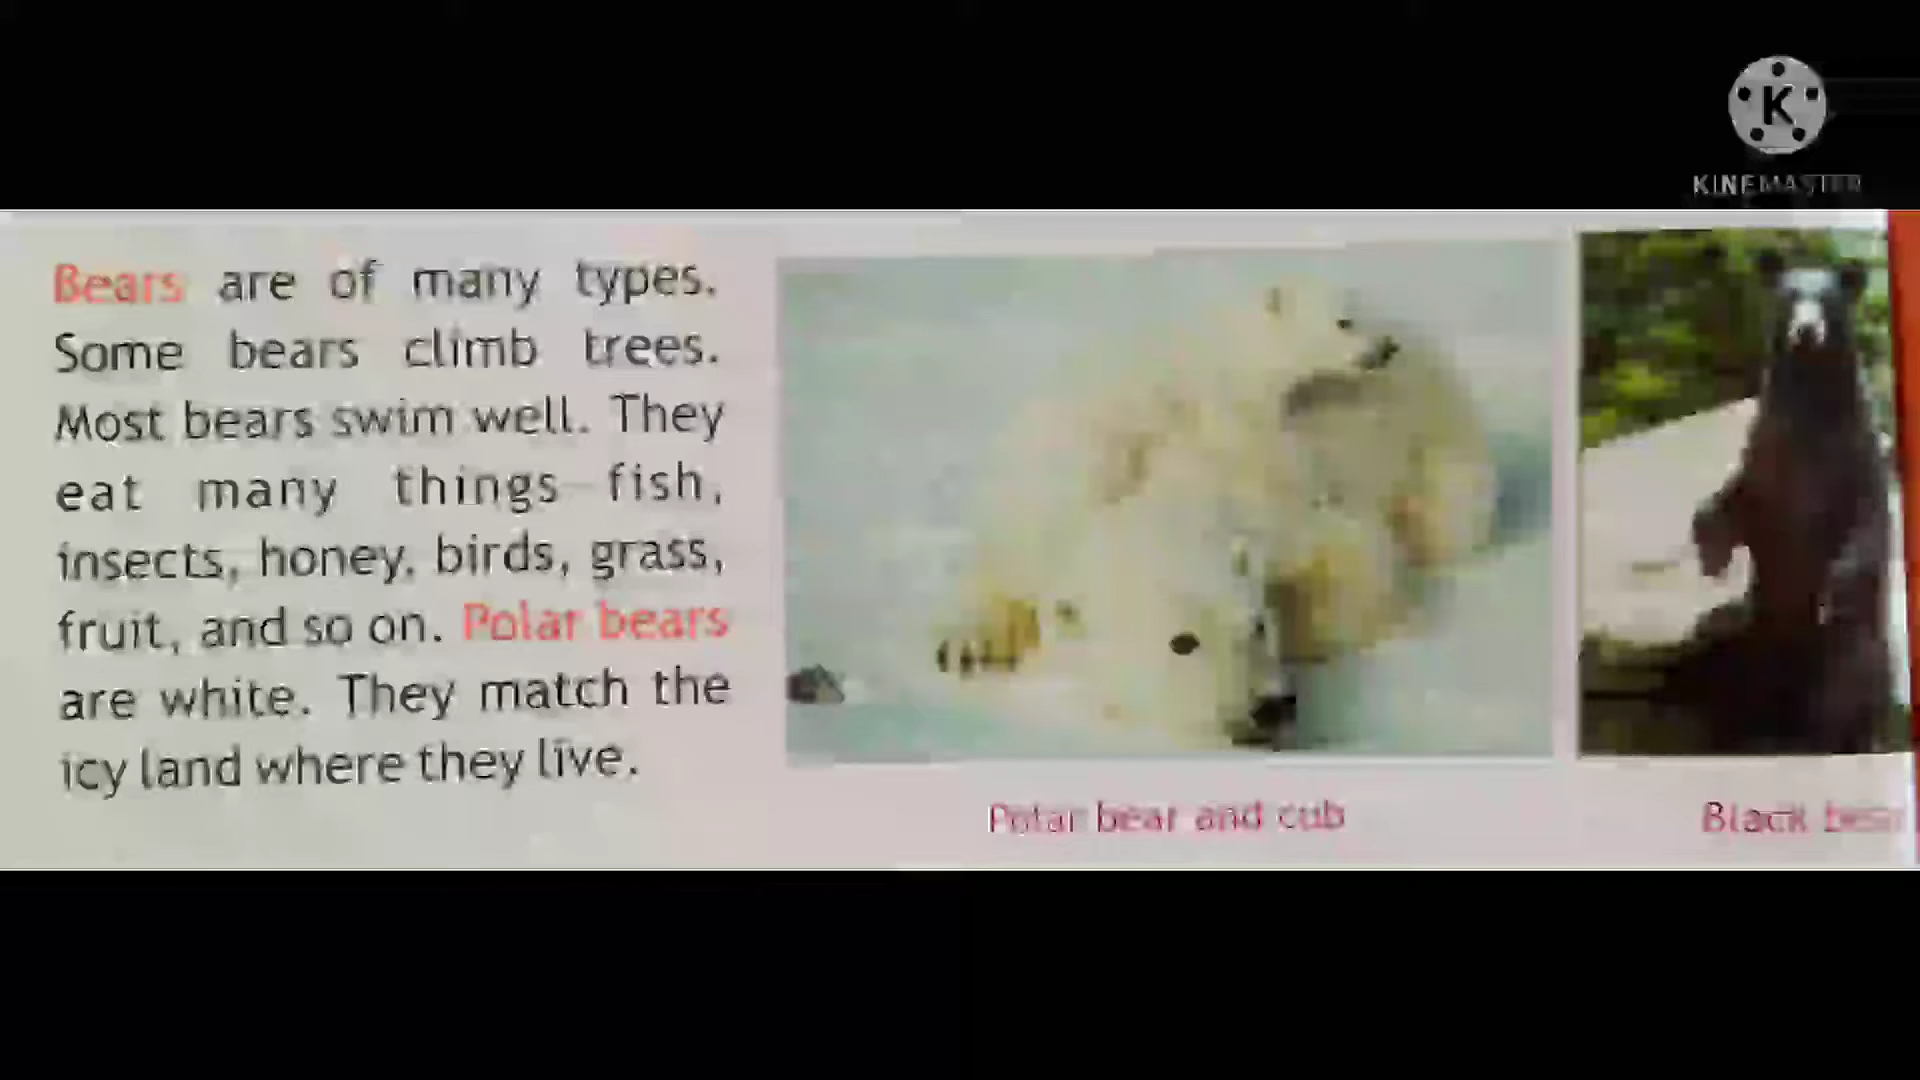 KINEMASTER
Bears are of many types.
Some bears climb trees.
Most bears swim well. They
eat many things fish,
insects, honey, birds, grass,
fruit, and so on. Polar bears
are white. They match the
icy land where they live.
Polar bear and cub
Black bear